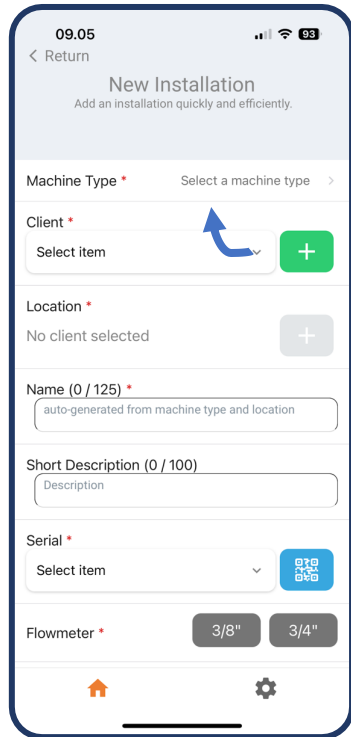 09.05 93
Return
New Installation
Add an installation quickly and efficiently.
Machine Type * Select a machine type
Client *
Select item
Location *
No client selected
Name (0 / 125) *
auto-generated from machine type and location
Short Description (0 / 100)
Description
Serial *
Select item
Flowmeter * 3/8" 3/4"